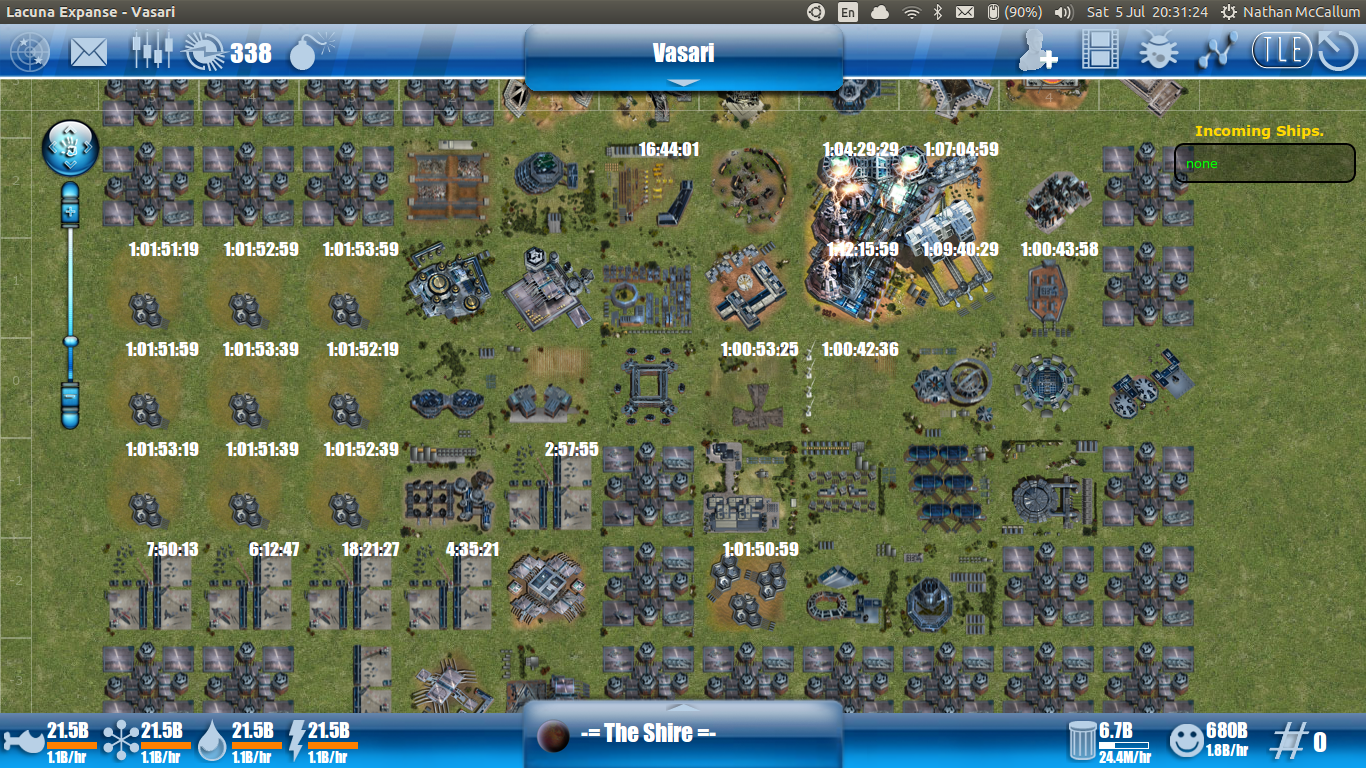 Lacuna Expanse - Vasari
En (90%) Sat 5 Jul 20:31:24 Nathan McCallum
338 Vasari TLE
Incoming Ships.
none
16:44:01 1:04:29:29 1:07:04:59
1:01:51:19 1:01:52:59 1:01:53:59 1:12:15:59 1:09:40:29 1:00:43:58
1:01:51:59 1:01:53:39 1:01:52:19 1:00:53:25 1:00:42:36
1:01:53:19 1:01:51:39 1:01:52:39 2:57:55
7:50:13 6:12:47 18:21:27 4:35:21 1:01:50:59
2
1
0
-1
-2
-3
21.5B 21.5B 21.5B 21.5B -= The Shire =- 6.7B 680B 0
1.1B/hr 1.1B/hr 1.1B/hr 1.1B/hr 24.4M/hr 1.8B/hr